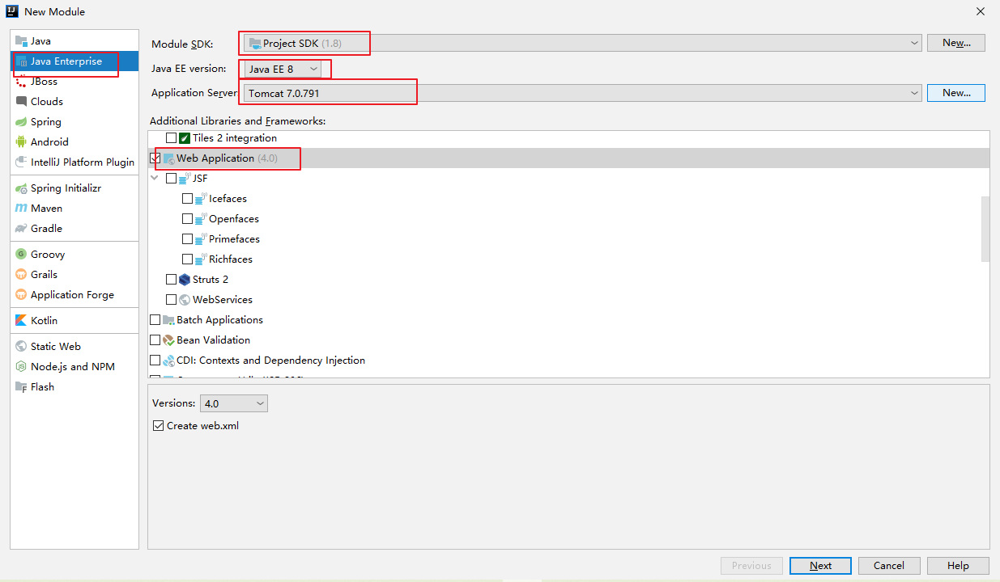 New Module
Java
Java Enterprise
JBoss
Clouds
Spring
Android
IntelliJ Platform Plugin
Spring Initializr
Maven
Gradle
Groovy
Grails
Application Forge
Kotlin
Static Web
Node.js and NPM
Flash
Module SDK: Project SDK (1.8) New...
Java EE version: Java EE 8
Application Server: Tomcat 7.0.791 New...
Additional Libraries and Frameworks:
Tiles 2 integration
Web Application (4.0)
JSF
Icefaces
Openfaces
Primefaces
Richfaces
Struts 2
WebServices
Batch Applications
Bean Validation
CDI: Contexts and Dependency Injection
Versions: 4.0
Create web.xml
Previous Next Cancel Help